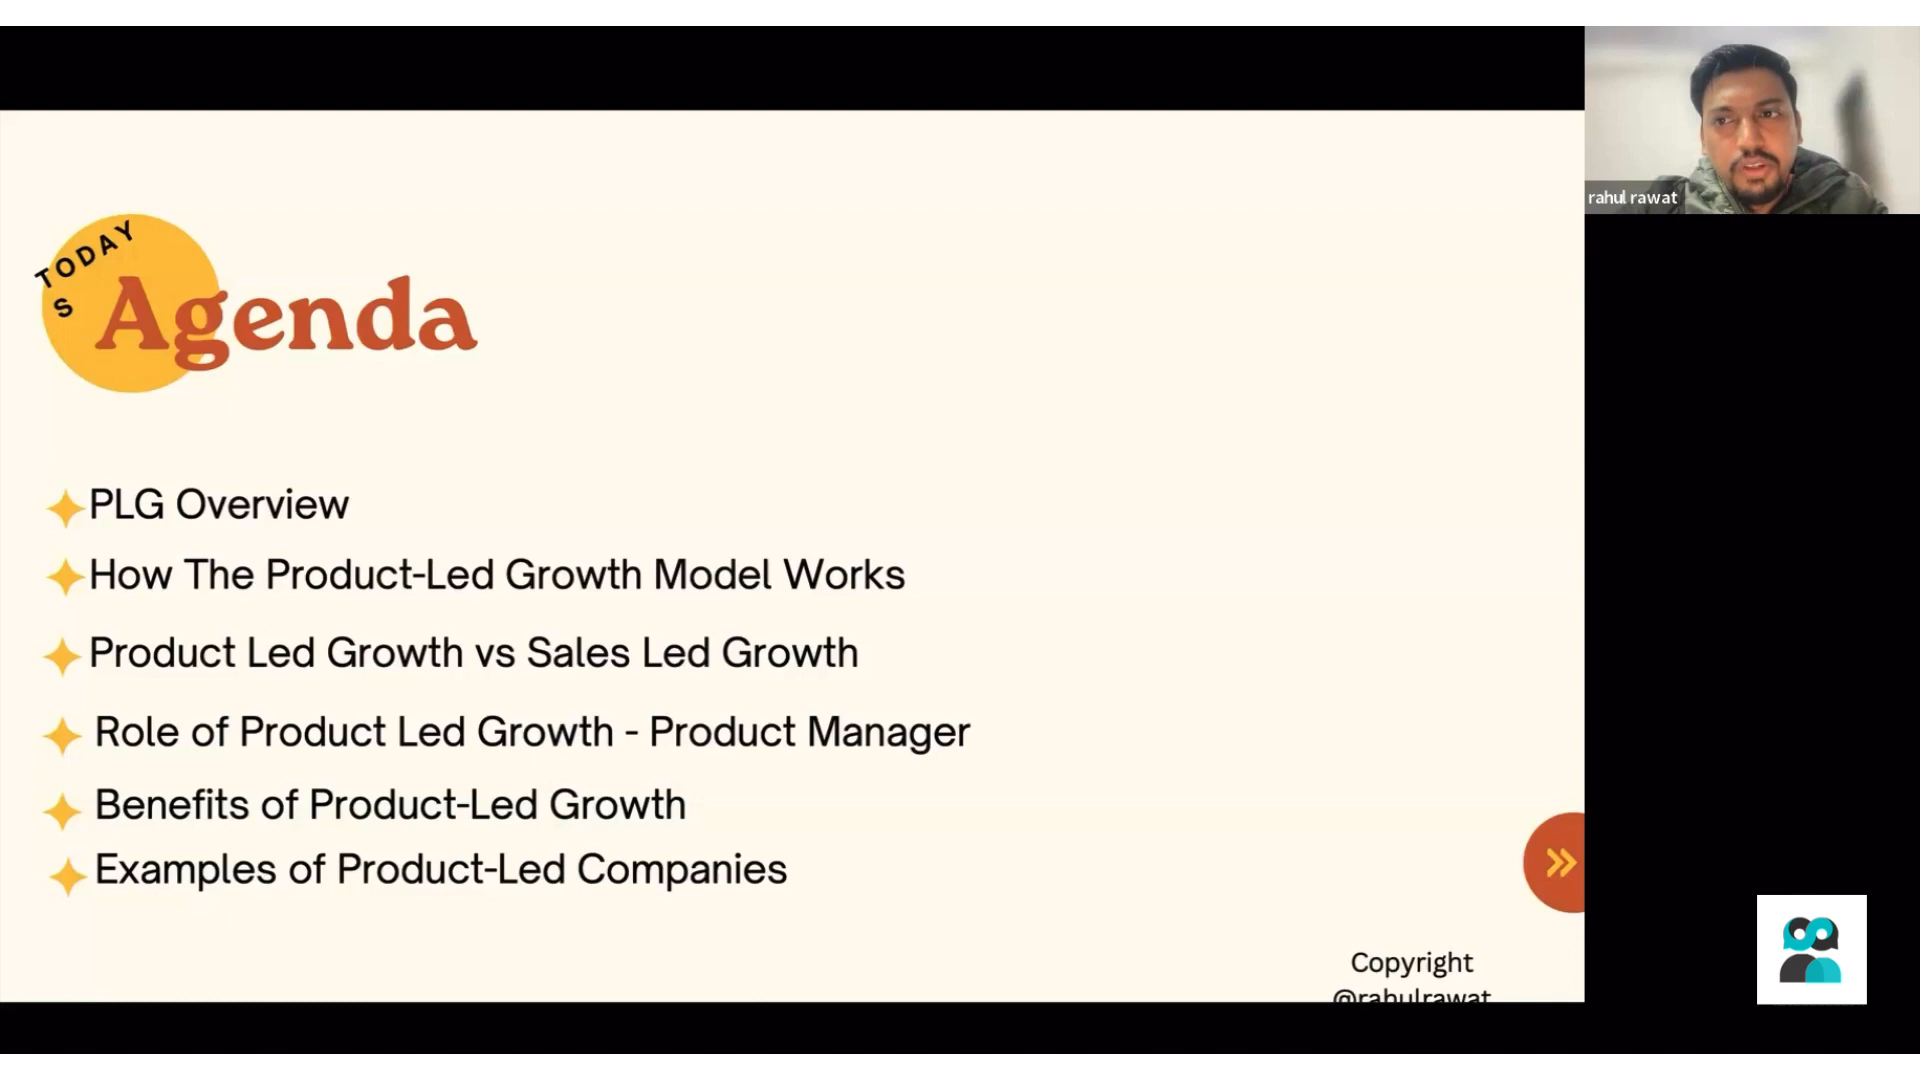 rahul rawat
TODAY
S
Agenda
PLG Overview
How The Product-Led Growth Model Works
Product Led Growth vs Sales Led Growth
Role of Product Led Growth - Product Manager
Benefits of Product-Led Growth
Examples of Product-Led Companies
Copyright
@rahulrawat